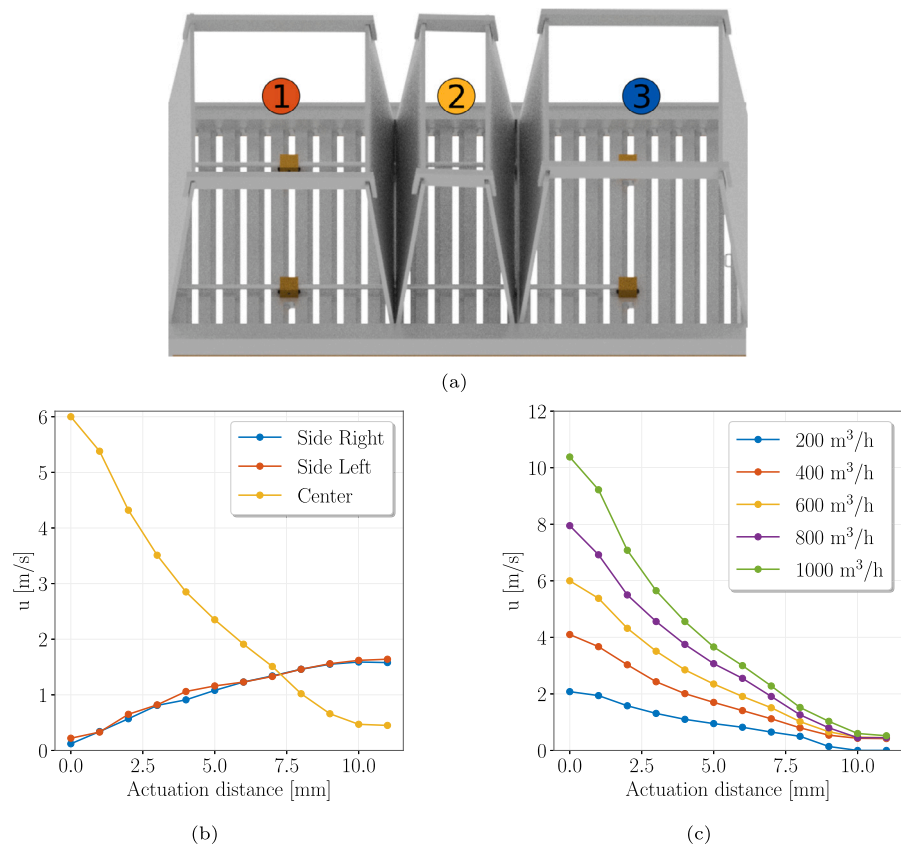 1 2 3
(a)
6
5
4
3
2
1
0
u [m/s]
Side Right
Side Left
Center
0.0 2.5 5.0 7.5 10.0
Actuation distance [mm]
(b)
12
10
8
6
4
2
0
u [m/s]
200 m³/h
400 m³/h
600 m³/h
800 m³/h
1000 m³/h
0.0 2.5 5.0 7.5 10.0
Actuation distance [mm]
(c)